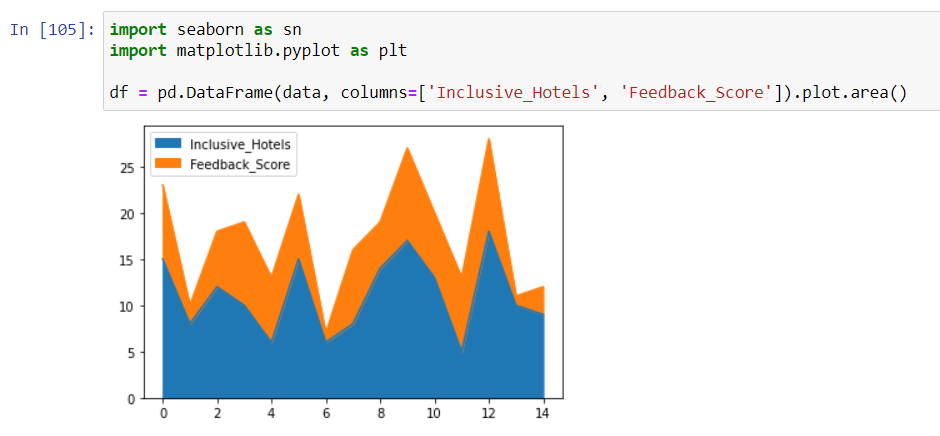 In [105]: import seaborn as sn
import matplotlib.pyplot as plt
df = pd.DataFrame(data, columns=['Inclusive_Hotels', 'Feedback_Score']).plot.area()
Inclusive_Hotels
Feedback_Score
25
20
15
10
5
0
0 2 4 6 8 10 12 14